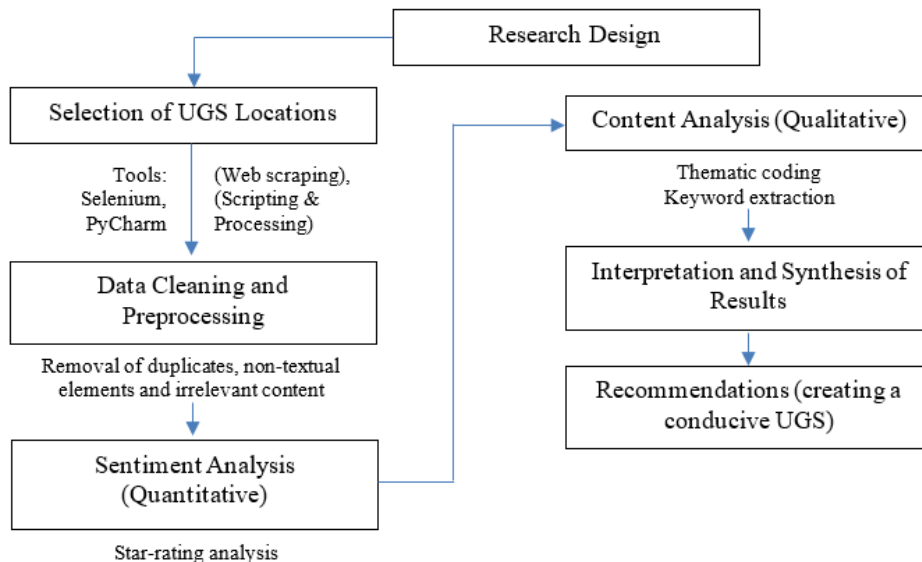 Research Design
Selection of UGS Locations
Tools: (Web scraping),
Selenium, (Scripting &
PyCharm Processing)
Data Cleaning and
Preprocessing
Removal of duplicates, non-textual
elements and irrelevant content
Sentiment Analysis
(Quantitative)
Star-rating analysis
Content Analysis (Qualitative)
Thematic coding
Keyword extraction
Interpretation and Synthesis of
Results
Recommendations (creating a
conducive UGS)